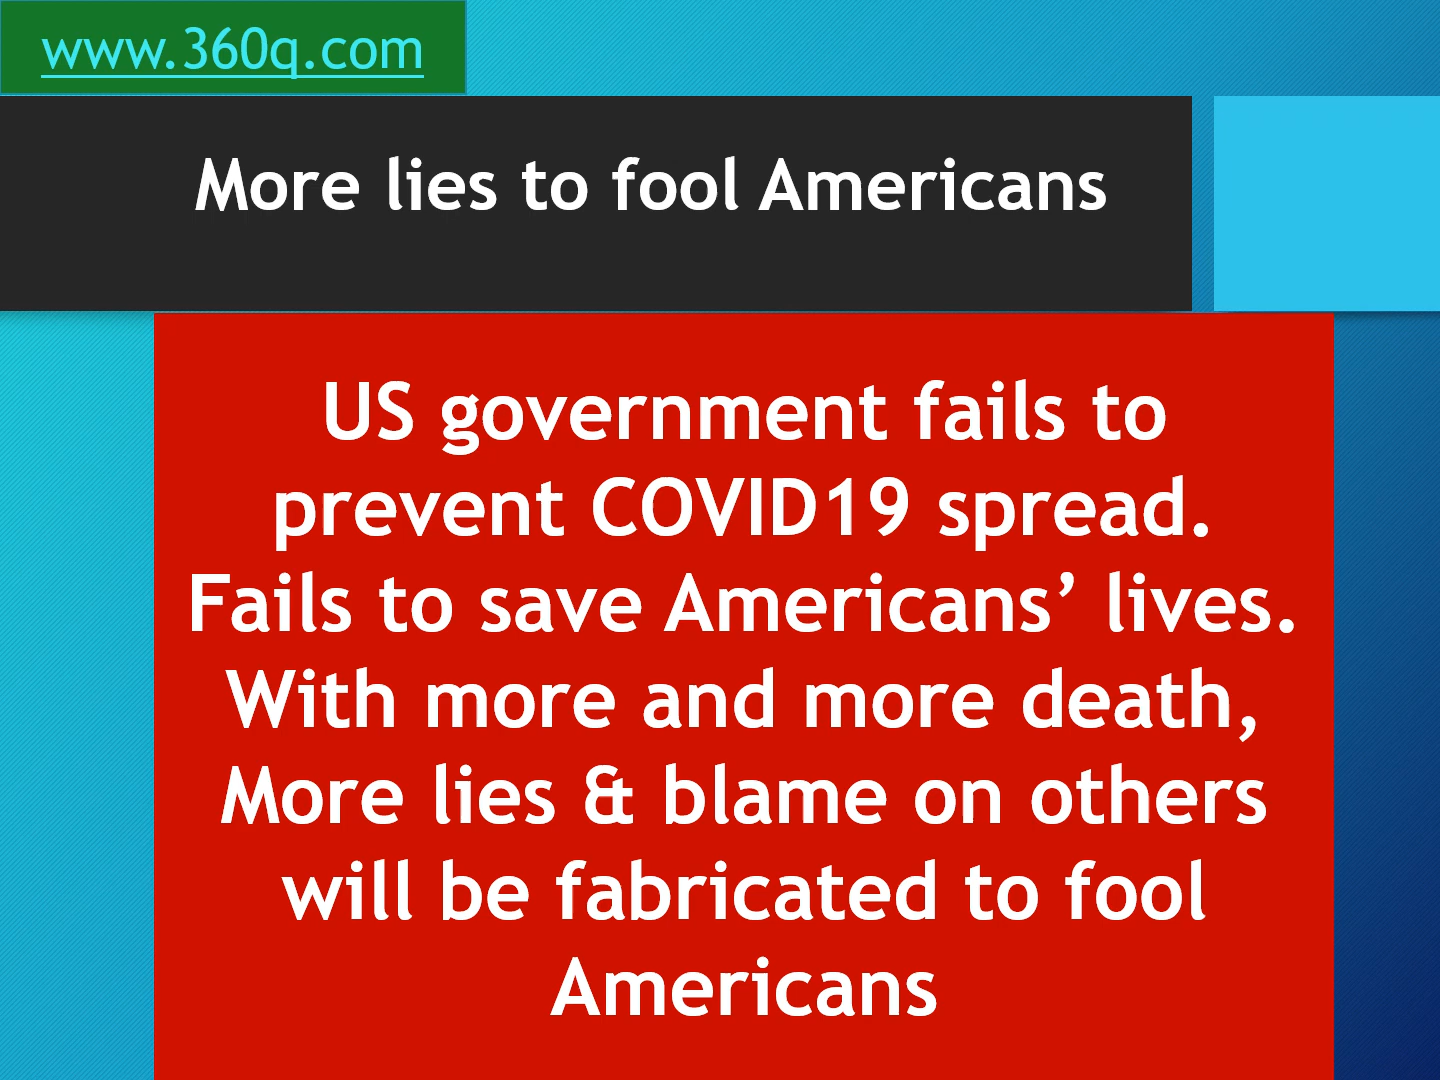 www.360q.com
More lies to fool Americans
US government fails to
prevent COVID19 spread.
Fails to save Americans’ lives.
With more and more death,
More lies & blame on others
will be fabricated to fool
Americans